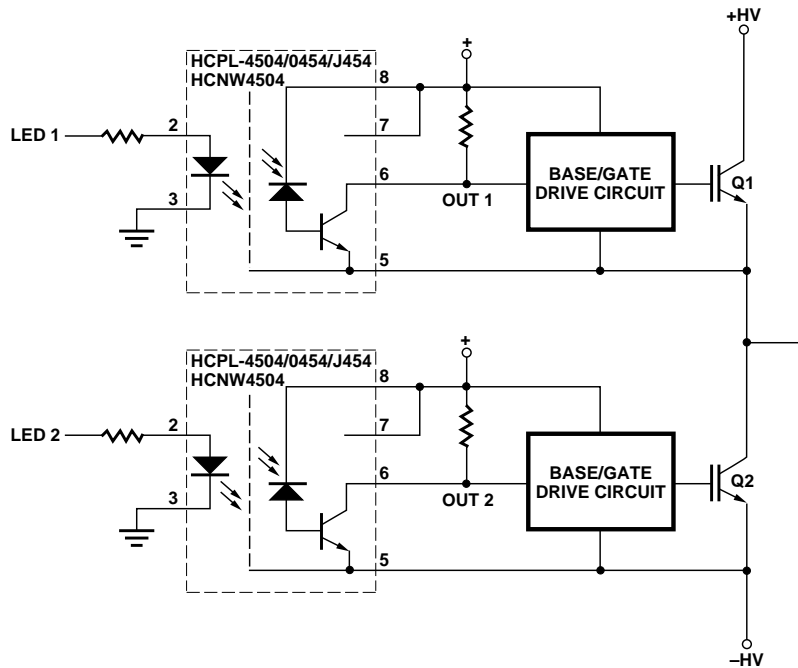 +HV
HCPL-4504/0454/J454
HCNW4504
8
+
LED 1
2
7
BASE/GATE
DRIVE CIRCUIT
Q1
3
6
OUT 1
5
HCPL-4504/0454/J454
HCNW4504
8
+
LED 2
2
7
BASE/GATE
DRIVE CIRCUIT
Q2
3
6
OUT 2
5
–HV